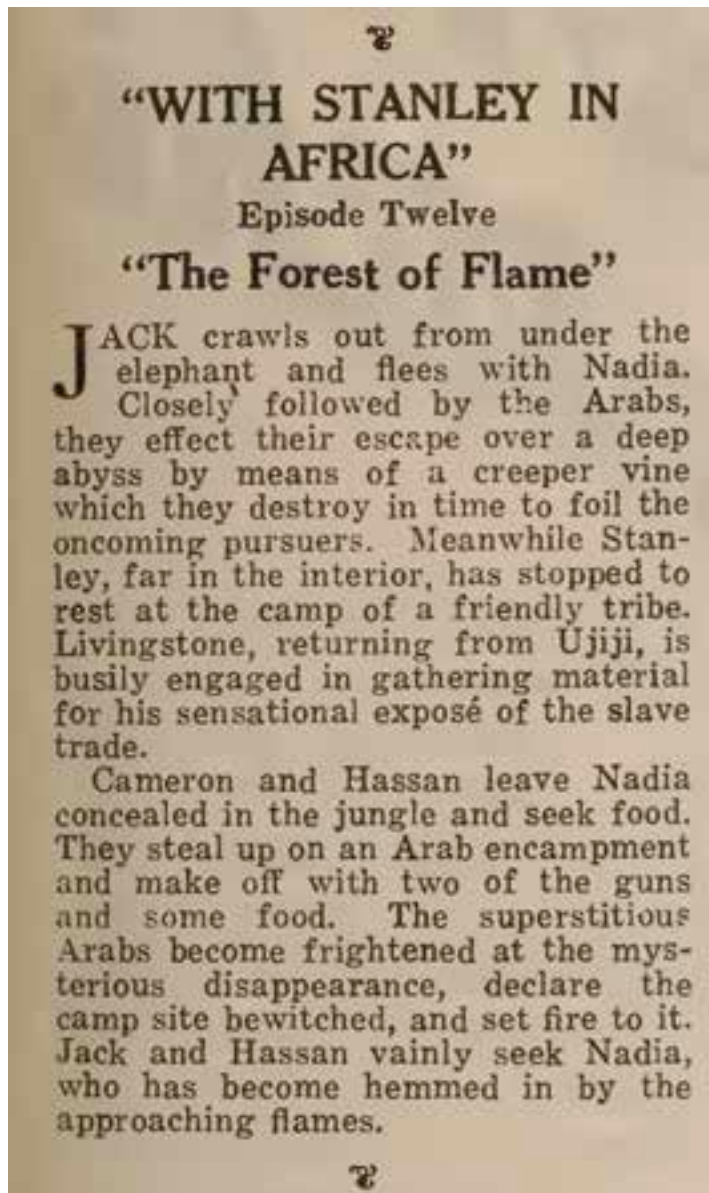 “WITH STANLEY IN
AFRICA”
Episode Twelve
“The Forest of Flame”
JACK crawls out from under the
elephant and flees with Nadia.
Closely followed by the Arabs,
they effect their escape over a deep
abyss by means of a creeper vine
which they destroy in time to foil the
oncoming pursuers. Meanwhile Stan-
ley, far in the interior, has stopped to
rest at the camp of a friendly tribe.
Livingstone, returning from Ujiji, is
busily engaged in gathering material
for his sensational exposé of the slave
trade.
Cameron and Hassan leave Nadia
concealed in the jungle and seek food.
They steal up on an Arab encampment
and make off with two of the guns
and some food. The superstitious
Arabs become frightened at the mys-
terious disappearance, declare the
camp site bewitched, and set fire to it.
Jack and Hassan vainly seek Nadia,
who has become hemmed in by the
approaching flames.